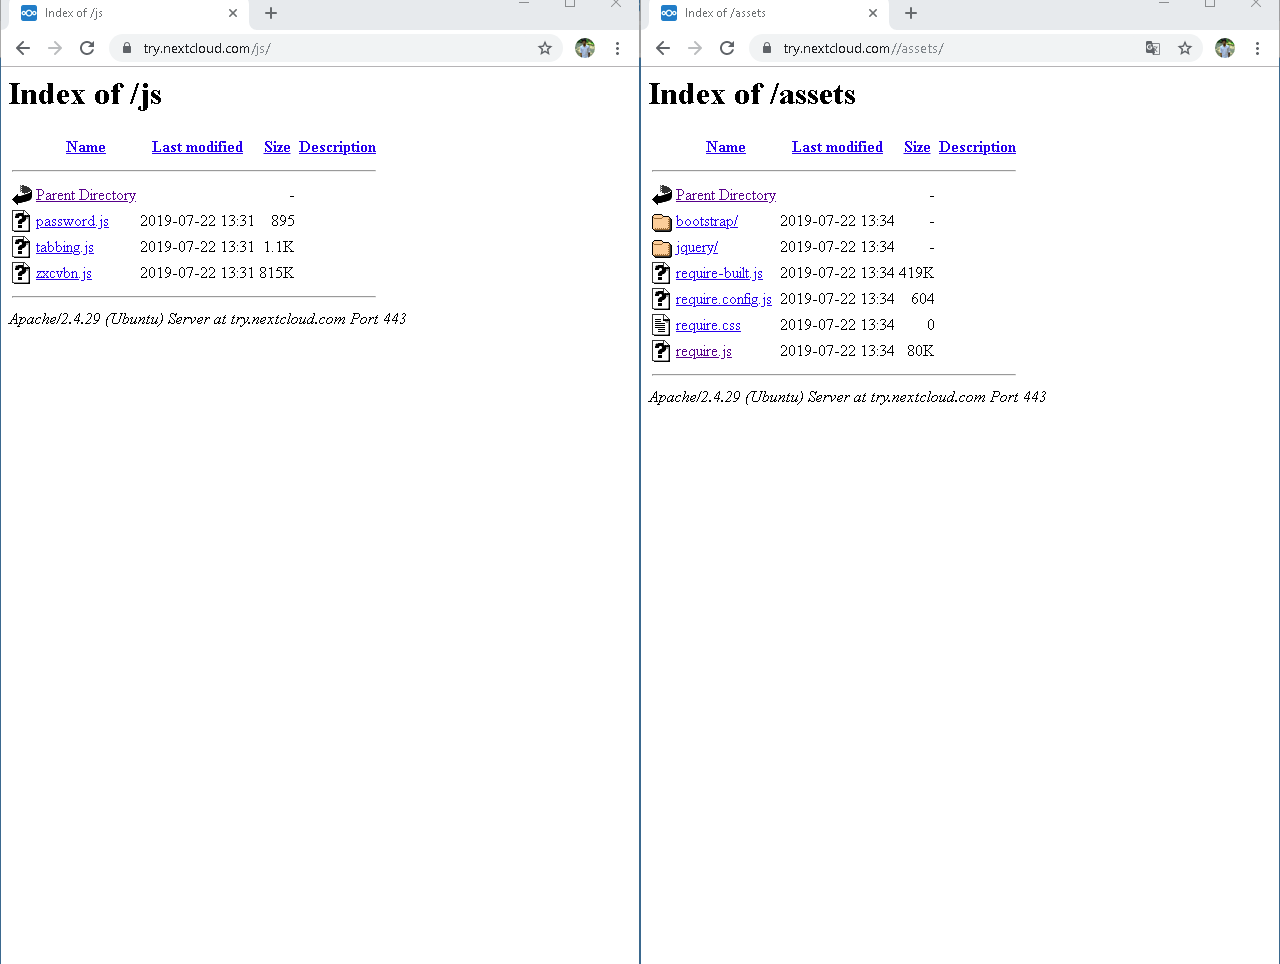 Index of /js
try.nextcloud.com/js/
Index of /js
Name Last modified Size Description
Parent Directory -
password.js 2019-07-22 13:31 895
tabbing.js 2019-07-22 13:31 1.1K
zxcvbn.js 2019-07-22 13:31 815K
Apache/2.4.29 (Ubuntu) Server at try.nextcloud.com Port 443
Index of /assets
try.nextcloud.com//assets/
Index of /assets
Name Last modified Size Description
Parent Directory -
bootstrap/ 2019-07-22 13:34 -
jquery/ 2019-07-22 13:34 -
require-built.js 2019-07-22 13:34 419K
require.config.js 2019-07-22 13:34 604
require.css 2019-07-22 13:34 0
require.js 2019-07-22 13:34 80K
Apache/2.4.29 (Ubuntu) Server at try.nextcloud.com Port 443